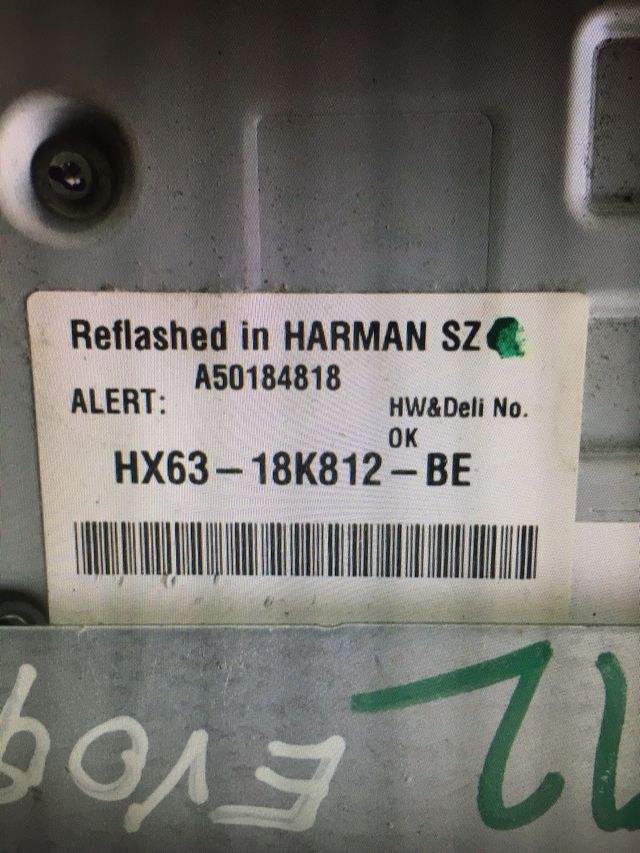 Reflashed in HARMAN SZ
A50184818
ALERT:
HW&Deli No.
OK
HX63-18K812-BE